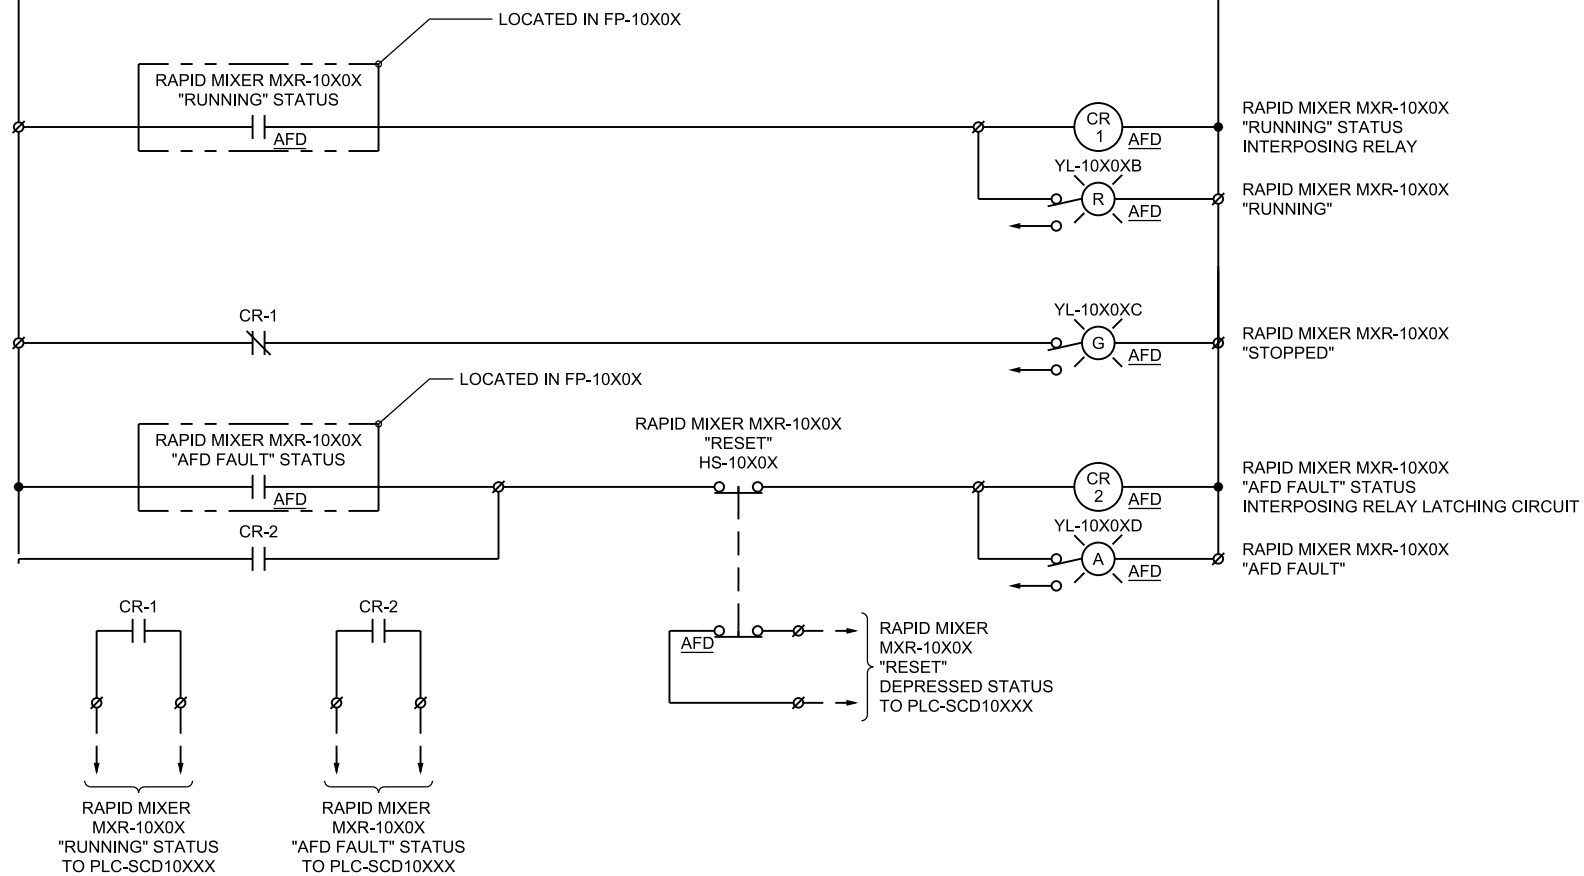 LOCATED IN FP-10X0X
RAPID MIXER MXR-10X0X
"RUNNING" STATUS
AFD
CR
1
AFD
RAPID MIXER MXR-10X0X
"RUNNING" STATUS
INTERPOSING RELAY
YL-10X0XB
R
AFD
RAPID MIXER MXR-10X0X
"RUNNING"
CR-1
YL-10X0XC
G
AFD
RAPID MIXER MXR-10X0X
"STOPPED"
LOCATED IN FP-10X0X
RAPID MIXER MXR-10X0X
"AFD FAULT" STATUS
AFD
RAPID MIXER MXR-10X0X
"RESET"
HS-10X0X
CR
2
AFD
RAPID MIXER MXR-10X0X
"AFD FAULT" STATUS
INTERPOSING RELAY LATCHING CIRCUIT
CR-2
YL-10X0XD
A
AFD
RAPID MIXER MXR-10X0X
"AFD FAULT"
CR-1
RAPID MIXER
MXR-10X0X
"RUNNING" STATUS
TO PLC-SCD10XXX
CR-2
RAPID MIXER
MXR-10X0X
"AFD FAULT" STATUS
TO PLC-SCD10XXX
AFD
RAPID MIXER
MXR-10X0X
"RESET"
DEPRESSED STATUS
TO PLC-SCD10XXX